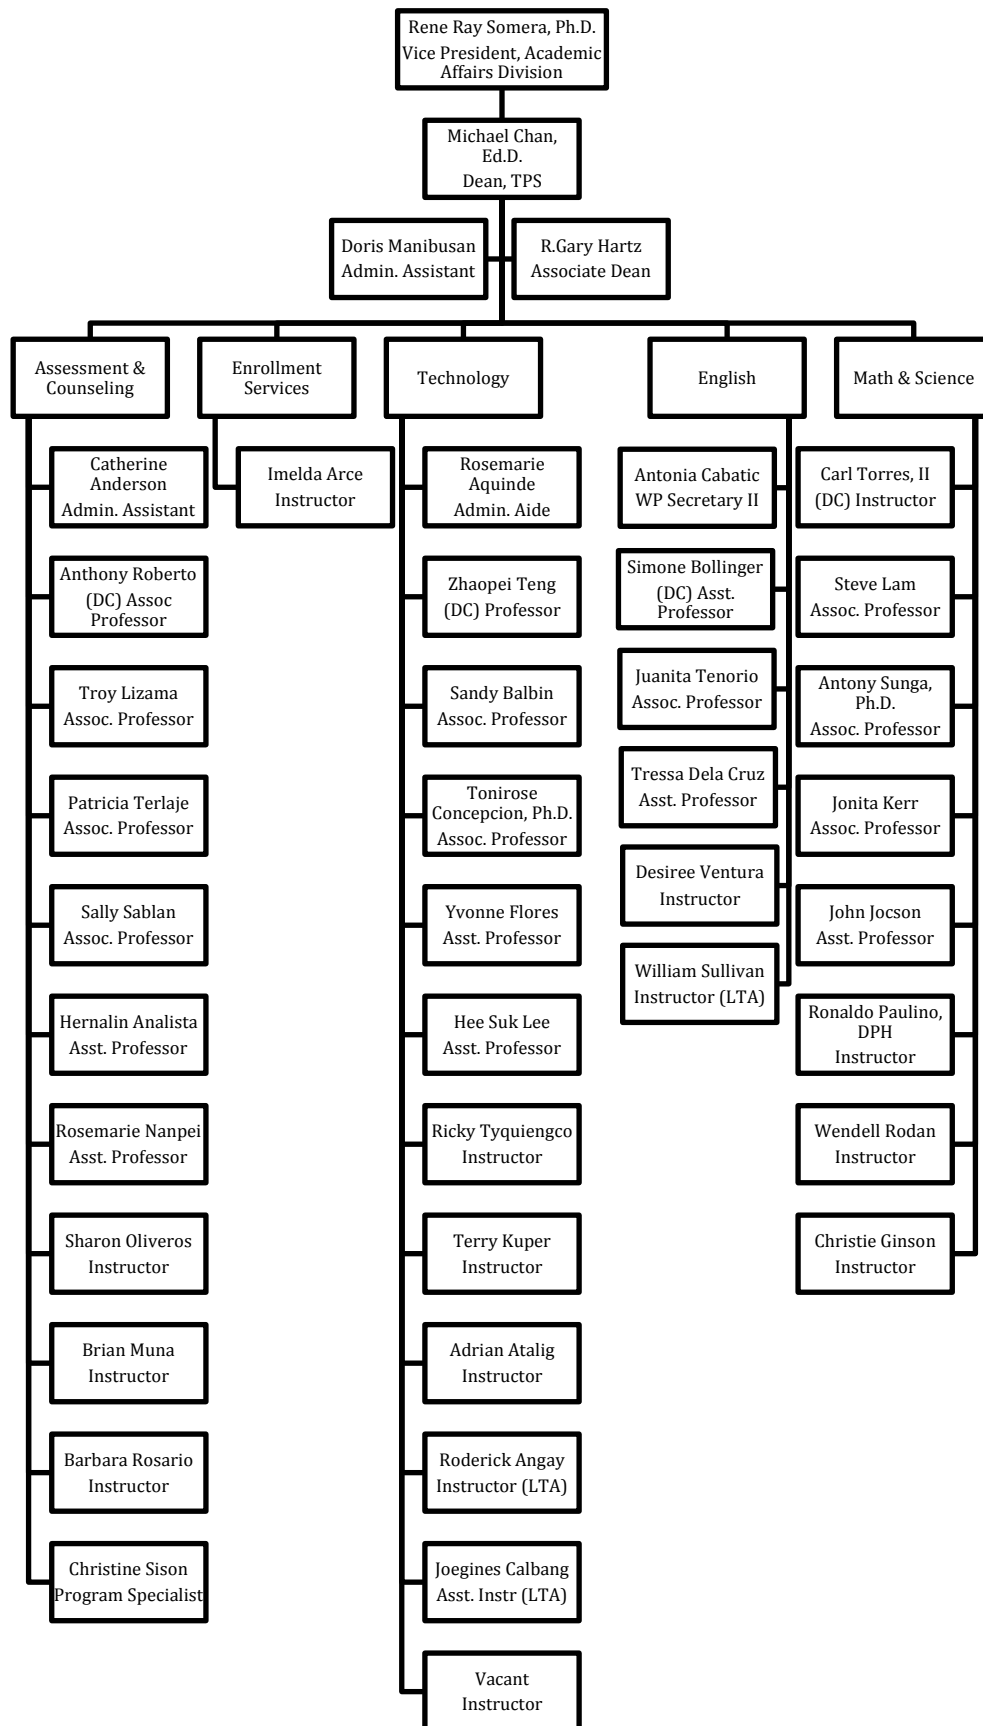 Rene Ray Somera, Ph.D.
Vice President, Academic
Affairs Division
Michael Chan,
Ed.D.
Dean, TPS
Doris Manibusan
Admin. Assistant
R.Gary Hartz
Associate Dean
Assessment &
Counseling
Catherine
Anderson
Admin. Assistant
Anthony Roberto
(DC) Assoc
Professor
Troy Lizama
Assoc. Professor
Patricia Terlaje
Assoc. Professor
Sally Sablan
Assoc. Professor
Hernalin Analista
Asst. Professor
Rosemarie Nanpei
Asst. Professor
Sharon Oliveros
Instructor
Brian Muna
Instructor
Barbara Rosario
Instructor
Christine Sison
Program Specialist
Enrollment
Services
Imelda Arce
Instructor
Technology
Rosemarie
Aquinde
Admin. Aide
Zhaopei Teng
(DC) Professor
Sandy Balbin
Assoc. Professor
Tonirose
Concepcion, Ph.D.
Assoc. Professor
Yvonne Flores
Asst. Professor
Hee Suk Lee
Asst. Professor
Ricky Tyquiengco
Instructor
Terry Kuper
Instructor
Adrian Atalig
Instructor
Roderick Angay
Instructor (LTA)
Joegines Calbang
Asst. Instr (LTA)
Vacant
Instructor
English
Antonia Cabatic
WP Secretary II
Simone Bollinger
(DC) Asst.
Professor
Juanita Tenorio
Assoc. Professor
Tressa Dela Cruz
Asst. Professor
Desiree Ventura
Instructor
William Sullivan
Instructor (LTA)
Math & Science
Carl Torres, II
(DC) Instructor
Steve Lam
Assoc. Professor
Antony Sunga,
Ph.D.
Assoc. Professor
Jonita Kerr
Assoc. Professor
John Jocson
Asst. Professor
Ronaldo Paulino,
DPH
Instructor
Wendell Rodan
Instructor
Christie Ginson
Instructor